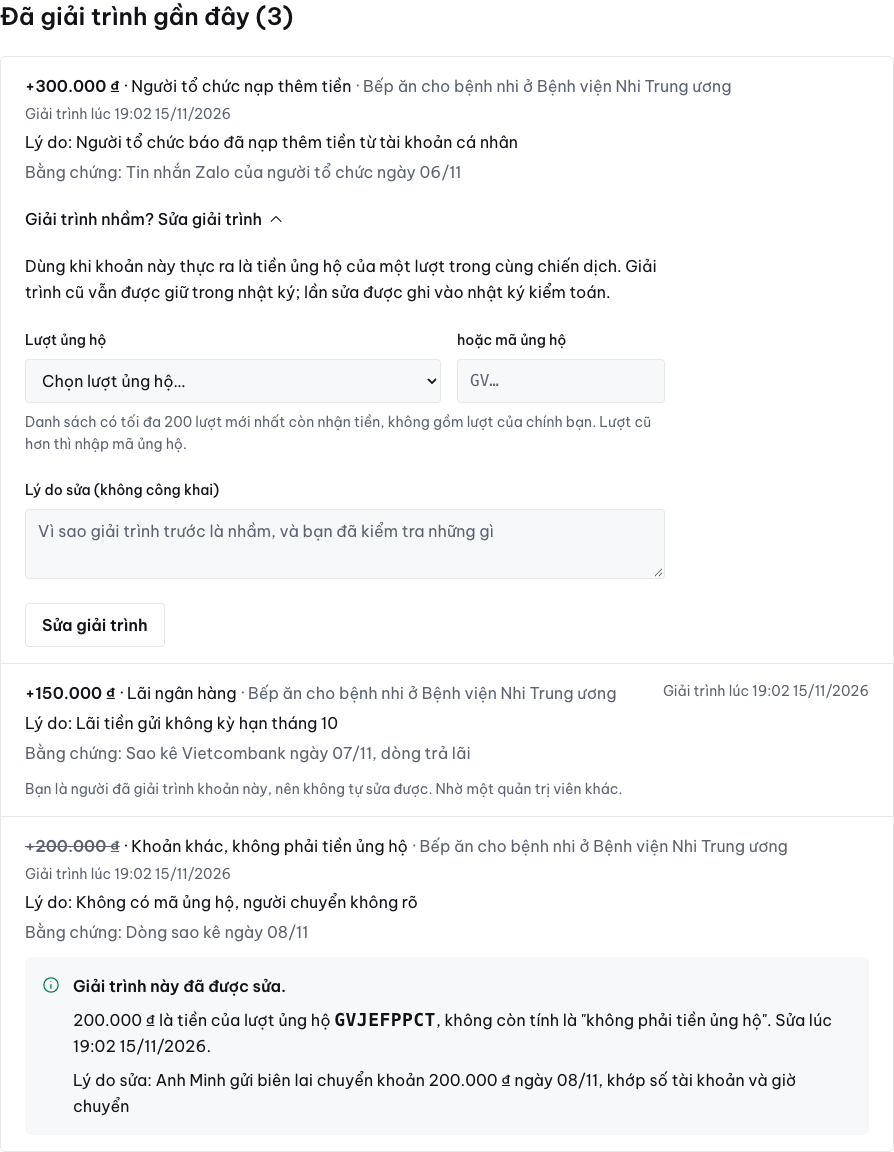 Đã giải trình gần đây (3)
+300.000 ₫ · Người tổ chức nạp thêm tiền · Bếp ăn cho bệnh nhi ở Bệnh viện Nhi Trung ương
Giải trình lúc 19:02 15/11/2026
Lý do: Người tổ chức báo đã nạp thêm tiền từ tài khoản cá nhân
Bằng chứng: Tin nhắn Zalo của người tổ chức ngày 06/11
Giải trình nhầm? Sửa giải trình
Dùng khi khoản này thực ra là tiền ủng hộ của một lượt trong cùng chiến dịch. Giải
trình cũ vẫn được giữ trong nhật ký; lần sửa được ghi vào nhật ký kiểm toán.
Lượt ủng hộ
hoặc mã ủng hộ
Chọn lượt ủng hộ...
GV...
Danh sách có tối đa 200 lượt mới nhất còn nhận tiền, không gồm lượt của chính bạn. Lượt cũ
hơn thì nhập mã ủng hộ.
Lý do sửa (không công khai)
Vì sao giải trình trước là nhầm, và bạn đã kiểm tra những gì
Sửa giải trình
+150.000 ₫ · Lãi ngân hàng · Bếp ăn cho bệnh nhi ở Bệnh viện Nhi Trung ương
Giải trình lúc 19:02 15/11/2026
Lý do: Lãi tiền gửi không kỳ hạn tháng 10
Bằng chứng: Sao kê Vietcombank ngày 07/11, dòng trả lãi
Bạn là người đã giải trình khoản này, nên không tự sửa được. Nhờ một quản trị viên khác.
+200.000 ₫ · Khoản khác, không phải tiền ủng hộ · Bếp ăn cho bệnh nhi ở Bệnh viện Nhi Trung ương
Giải trình lúc 19:02 15/11/2026
Lý do: Không có mã ủng hộ, người chuyển không rõ
Bằng chứng: Dòng sao kê ngày 08/11
Giải trình này đã được sửa.
200.000 ₫ là tiền của lượt ủng hộ GVJEFPPCT, không còn tính là "không phải tiền ủng hộ". Sửa lúc
19:02 15/11/2026.
Lý do sửa: Anh Minh gửi biên lai chuyển khoản 200.000 ₫ ngày 08/11, khớp số tài khoản và giờ
chuyển